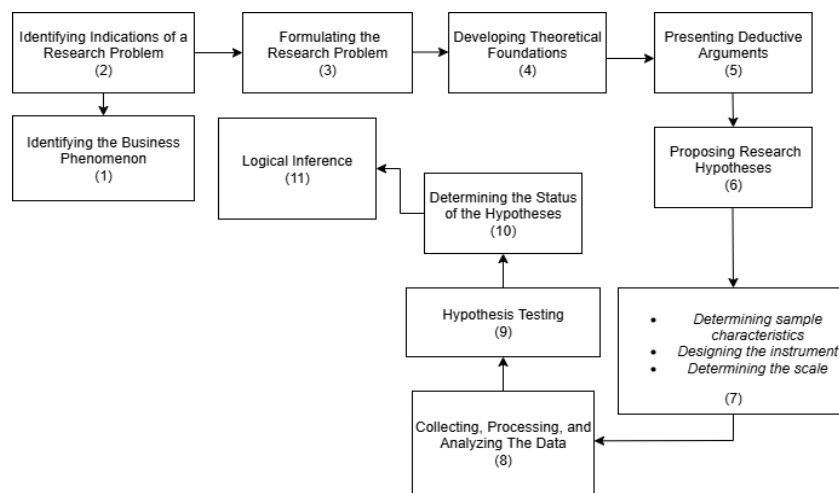 Identifying Indications of a
Research Problem
(2)
Formulating the
Research Problem
(3)
Developing Theoretical
Foundations
(4)
Presenting Deductive
Arguments
(5)
Identifying the Business
Phenomenon
(1)
Logical Inference
(11)
Proposing Research
Hypotheses
(6)
Determining the Status
of the Hypotheses
(10)
Hypothesis Testing
(9)
• Determining sample
characteristics
• Designing the instrument
• Determining the scale
(7)
Collecting, Processing, and
Analyzing The Data
(8)